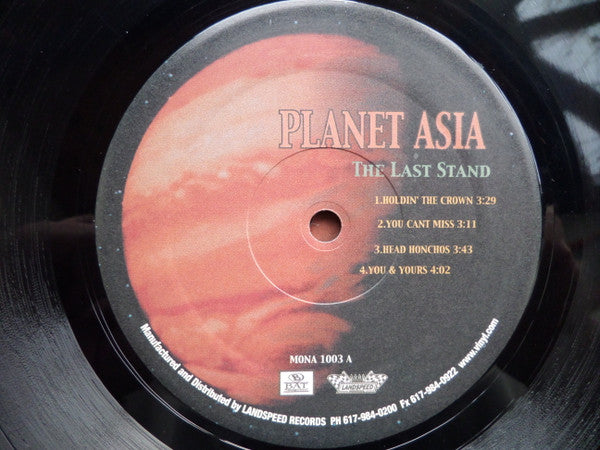 PLANET ASIA
THE LAST STAND
1.HOLDIN' THE CROWN 3:29
2.YOU CANT MISS 3:11
3.HEAD HONCHOS 3:43
4.YOU & YOURS 4:02
MONA 1003 A
BAT
LANDSPEED
Manufactured and Distributed by LANDSPEED RECORDS P.H 617-984-0200 Fx 617-984-0922 www.vinyl.com